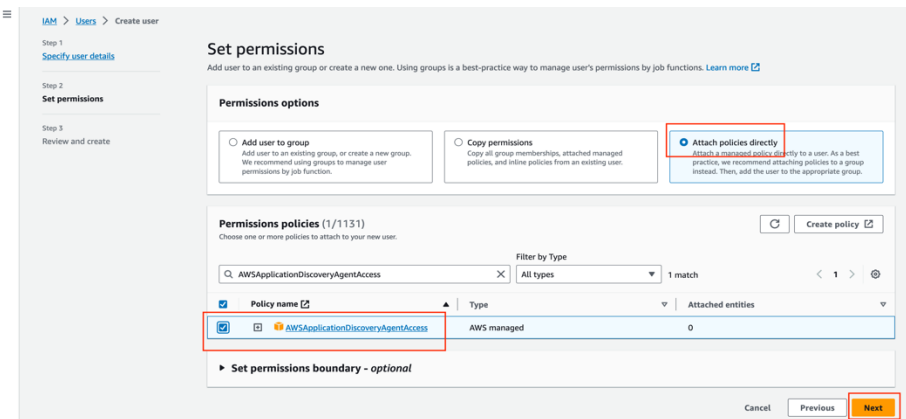 IAM > Users > Create user
Step 1
Specify user details
Step 2
Set permissions
Step 3
Review and create
Set permissions
Add user to an existing group or create a new one. Using groups is a best-practice way to manage user's permissions by job functions. Learn more
Permissions options
Add user to group
Add user to an existing group, or create a new group.
We recommend using groups to manage user
permissions by job function.
Copy permissions
Copy all group memberships, attached managed
policies, and inline policies from an existing user.
Attach policies directly
Attach a managed policy directly to a user. As a best
practice, we recommend attaching policies to a group
instead. Then, add the user to the appropriate group.
Permissions policies (1/1131)
Choose one or more policies to attach to your new user.
Create policy
Filter by Type
AWSApplicationDiscoveryAgentAccess
All types
1 match
< 1 >
Policy name
Type
Attached entities
AWSApplicationDiscoveryAgentAccess
AWS managed
0
Set permissions boundary - optional
Cancel
Previous
Next